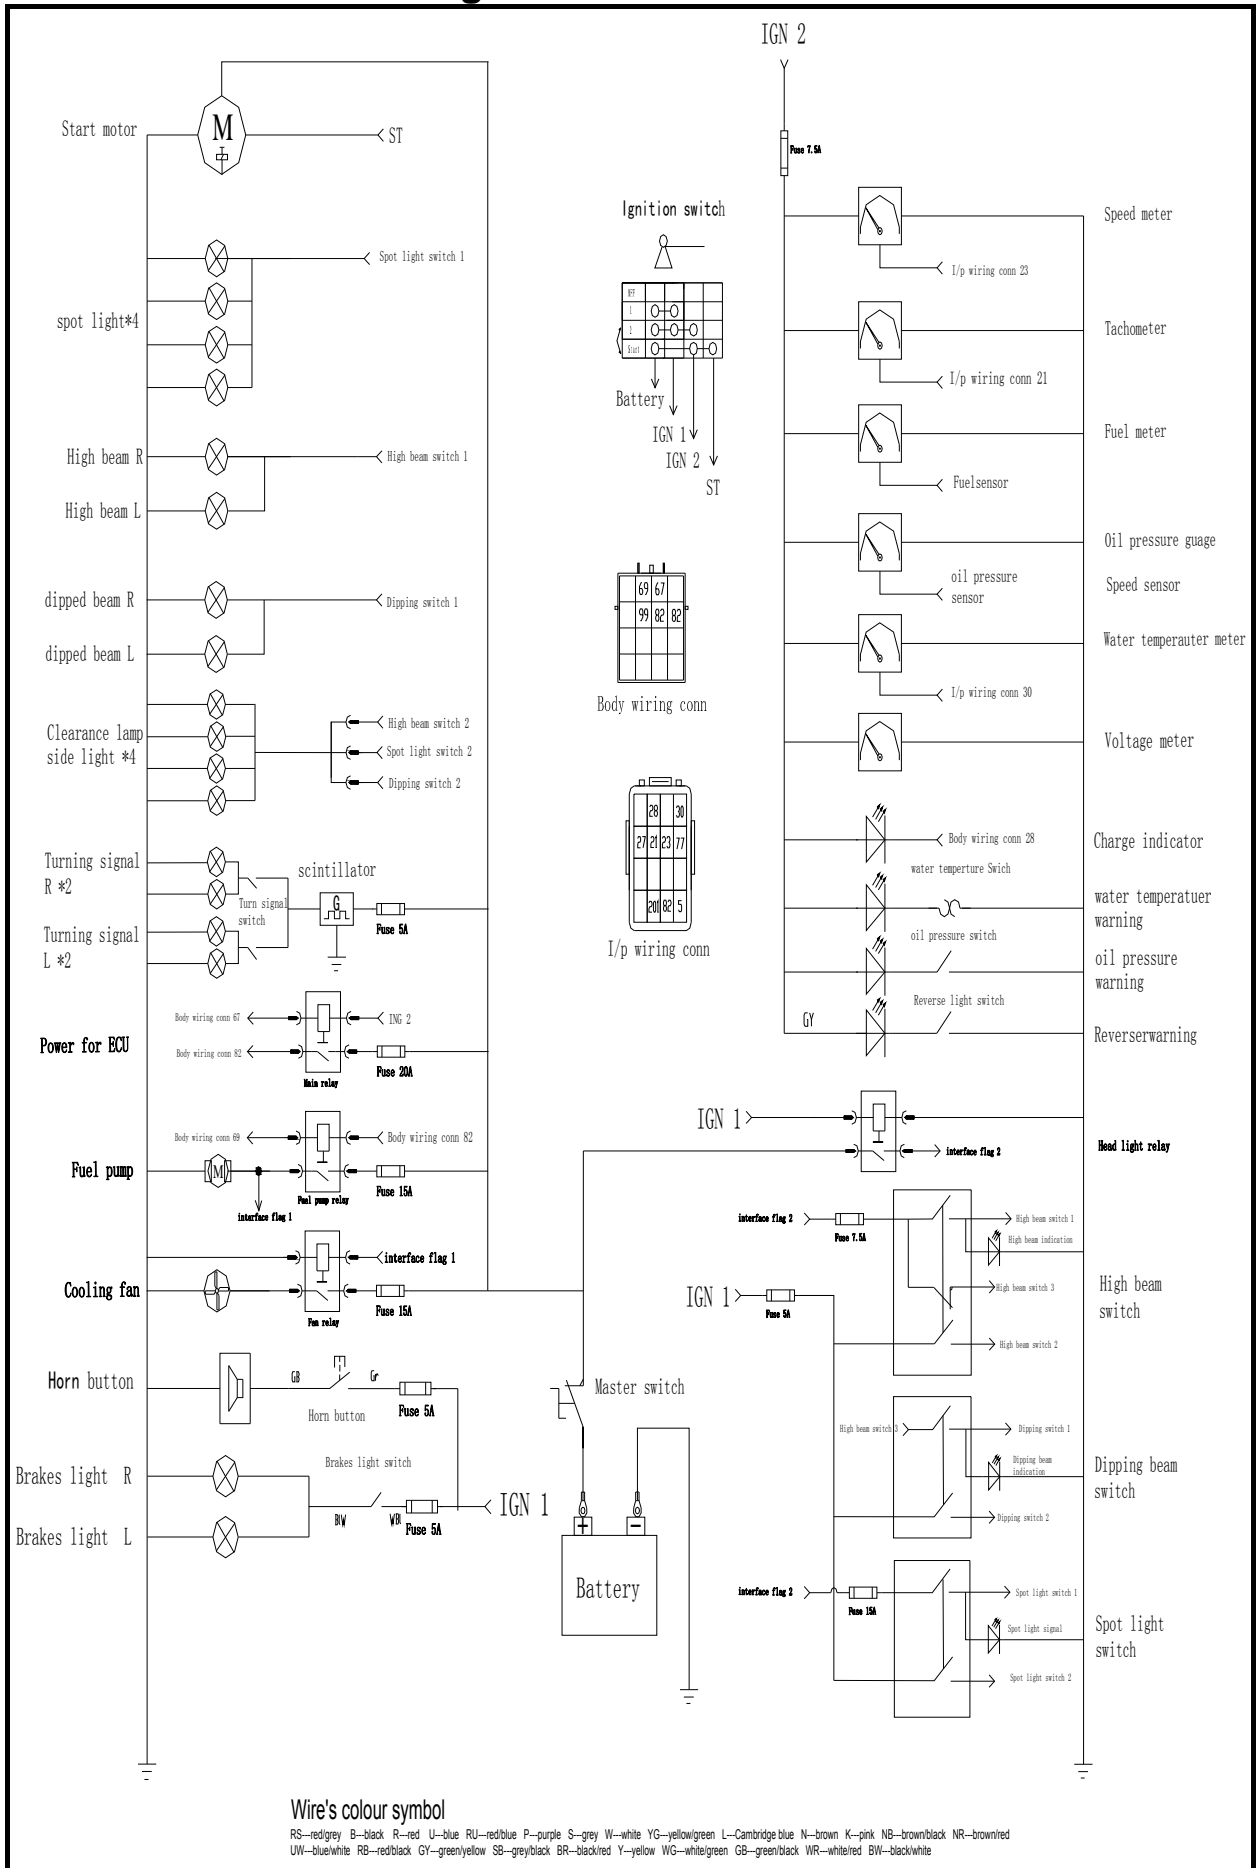 IGN 2
Start motor
M
ST
Fuse 7.5A
Ignition switch
Speed meter
I/p wiring conn 23
Spot light switch 1
spot light*4
OFF
1
2
Start
Battery
IGN 1
IGN 2
ST
Tachometer
I/p wiring conn 21
Fuel meter
Fuelsensor
High beam R
High beam switch 1
High beam L
Oil pressure guage
oil pressure
sensor
Speed sensor
dipped beam R
Dipping switch 1
dipped beam L
69 67
99 82 82
Body wiring conn
Water temperauter meter
I/p wiring conn 30
Clearance lamp
side light *4
High beam switch 2
Spot light switch 2
Dipping switch 2
Voltage meter
28 30
27 21 23 77
201 82 5
I/p wiring conn
Body wiring conn 28
Charge indicator
water temperture Swich
water temperatuer
warning
oil pressure switch
oil pressure
warning
Reverse light switch
GY
Reverserwarning
Turning signal
R *2
Turn signal
switch
scintillator
G
Fuse 5A
Turning signal
L *2
Body wiring conn 67
ING 2
Power for ECU
Body wiring conn 82
Fuse 20A
Main relay
Body wiring conn 69
Body wiring conn 82
Fuel pump
M
Fuse 15A
Fuel pump relay
interface flag 1
interface flag 1
Cooling fan
Fuse 15A
Fan relay
IGN 1
interface flag 2
Head light relay
interface flag 2
Fuse 7.5A
High beam switch 1
High beam indication
IGN 1
Fuse 5A
High beam switch 3
High beam switch 2
High beam
switch
Horn button
GB
Gr
Horn button
Fuse 5A
Master switch
High beam switch 3
Dipping switch 1
Dipping beam
indication
Dipping switch 2
Dipping beam
switch
Brakes light R
Brakes light switch
BlW
WBl
Fuse 5A
IGN 1
Brakes light L
+
−
Battery
interface flag 2
Fuse 15A
Spot light switch 1
Spot light signal
Spot light switch 2
Spot light
switch
Wire's colour symbol
RS---red/grey B---black R---red U---blue RU---red/blue P---purple S---grey W---white YG---yellow/green L---Cambridge blue N---brown K---pink NB---brown/black NR---brown/red
UW---blue/white RB---red/black GY---green/yellow SB---grey/black BR---black/red Y---yellow WG---white/green GB---green/black WR---white/red BW---black/white